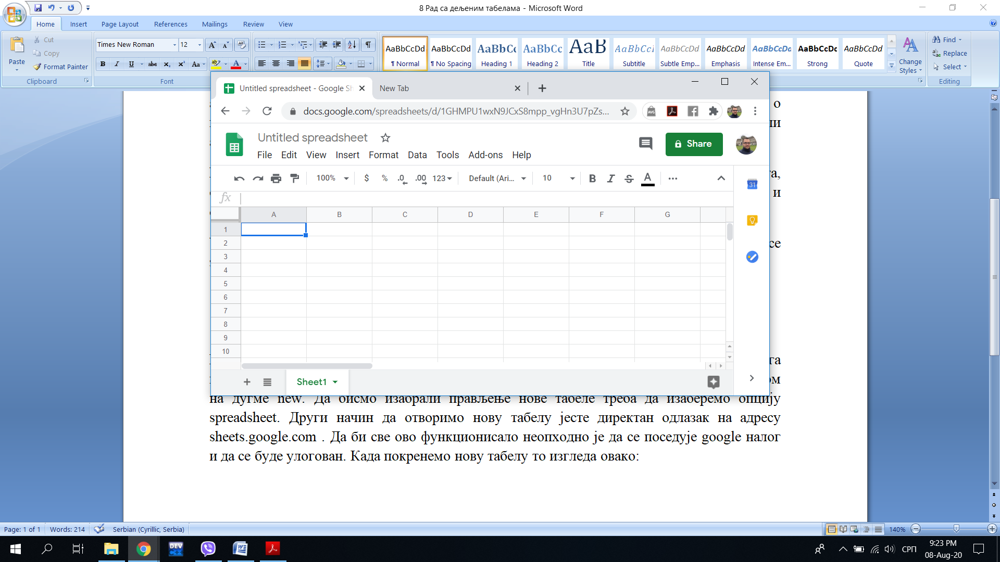 8 Рад са дељеним табелама - Microsoft Word
Home Insert Page Layout References Mailings Review View
Paste
Cut
Copy
Format Painter
Clipboard
Times New Roman 12
Font
AaBbCcDd AaBbCcDd AaBbCc AaBbCc AaB AaBbCcI AaBbCcDd AaBbCcDd AaBbCcDd AaBbCcDc AaBbCcDd
¶ Normal ¶ No Spacing Heading 1 Heading 2 Title Subtitle Subtle Emp... Emphasis Intense Em... Strong Quote
Change
Styles
Find
Replace
Select
Editing
Untitled spreadsheet - Google Sh New Tab
docs.google.com/spreadsheets/d/1GHMPU1wxN9JCxS8mpp_vgHn3U7pZs...
Untitled spreadsheet
Share
File Edit View Insert Format Data Tools Add-ons Help
100% $ % .0 .00 123 Default (Ari... 10 B I S A
31
fx
A B C D E F G
1
2
3
4
5
6
7
8
9
10
Sheet1
о
и
се
га
на дугме new. Да бисмо изабрали прављење нове табеле треба да изаберемо опцију
spreadsheet. Други начин да отворимо нову табелу јесте директан одлазак на адресу
sheets.google.com . Да би све ово функционисало неопходно је да се поседује google налог
и да се буде улогован. Када покренемо нову табелу то изгледа овако:
Page: 1 of 1 Words: 214 Serbian (Cyrillic, Serbia) 140%
DEV
C++
СРП
9:23 PM
08-Aug-20